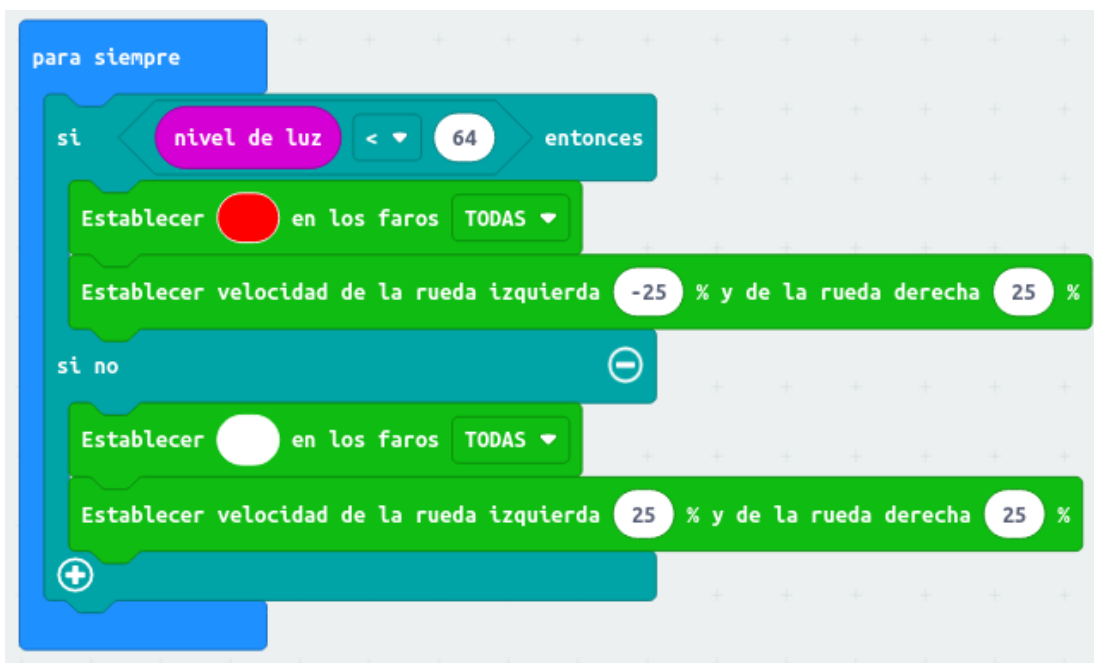 para siempre
si nivel de luz < 64 entonces
Establecer en los faros TODAS
Establecer velocidad de la rueda izquierda -25 % y de la rueda derecha 25 %
si no
Establecer en los faros TODAS
Establecer velocidad de la rueda izquierda 25 % y de la rueda derecha 25 %